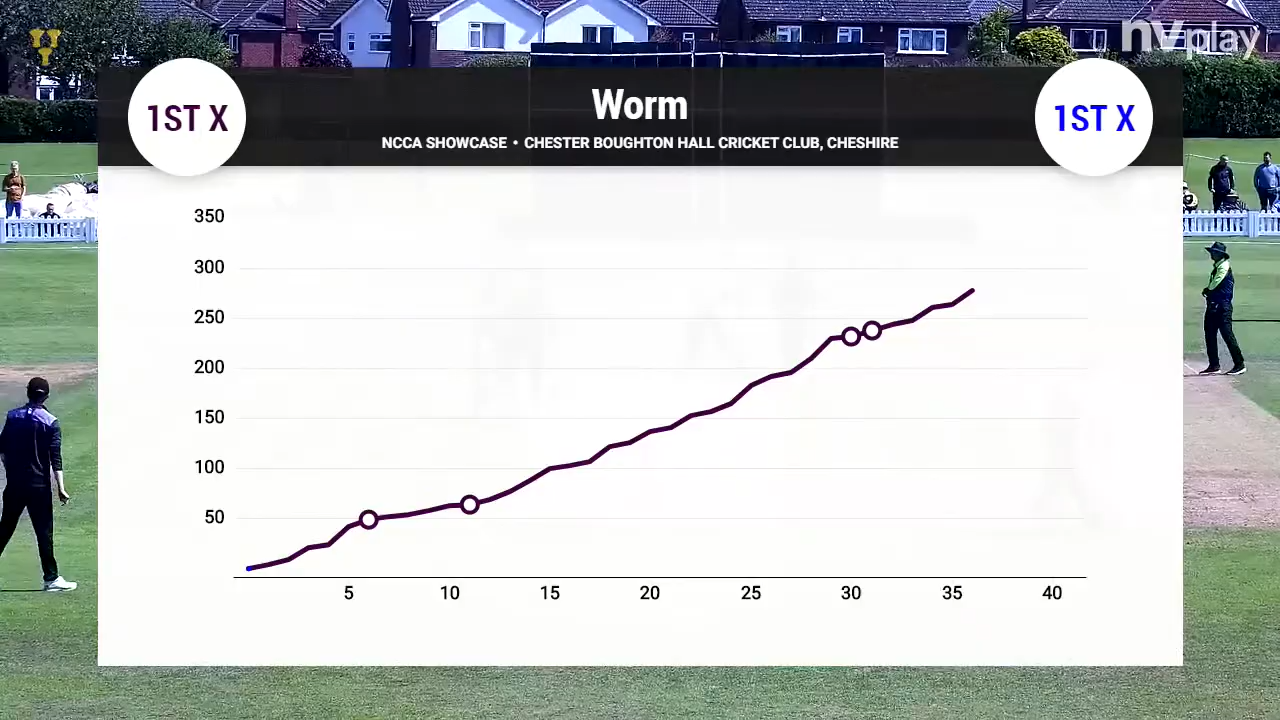 nvplay
1ST X
Worm
1ST X
NCCA SHOWCASE • CHESTER BOUGHTON HALL CRICKET CLUB, CHESHIRE
350
300
250
200
150
100
50
5 10 15 20 25 30 35 40